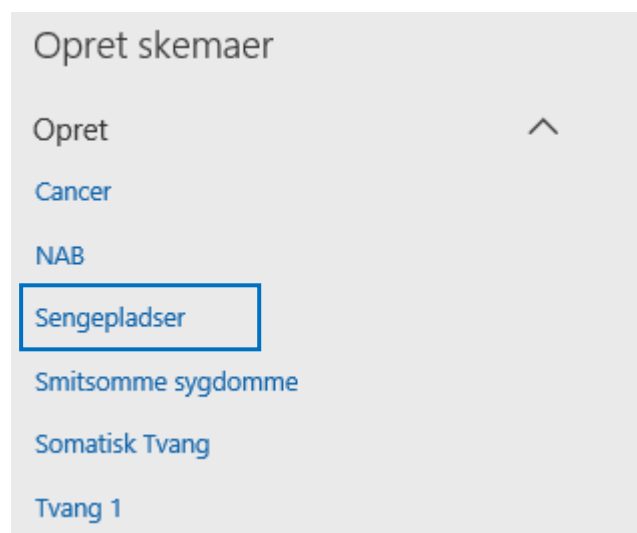 Opret skemaer
Opret
Cancer
NAB
Sengepladser
Smitsomme sygdomme
Somatisk Tvang
Tvang 1